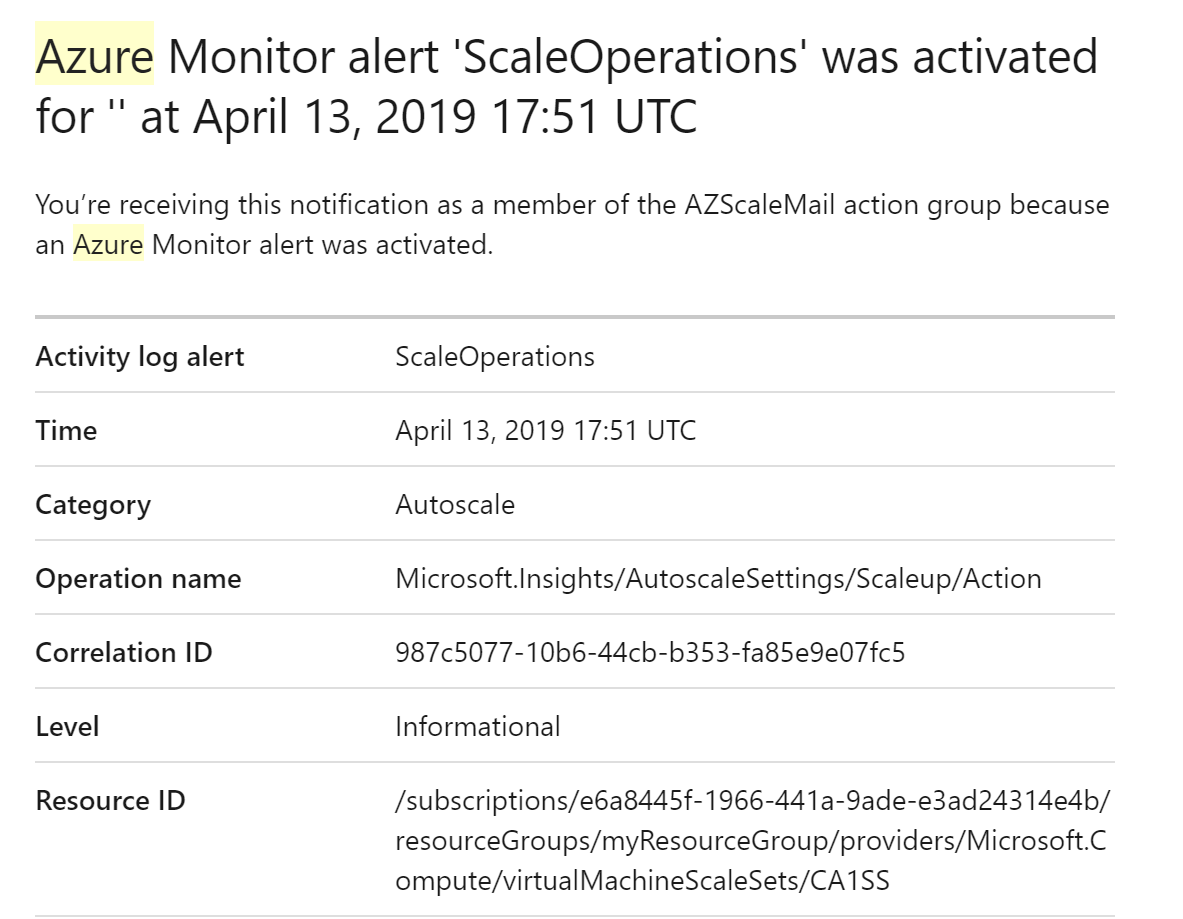 Azure Monitor alert 'ScaleOperations' was activated
for '' at April 13, 2019 17:51 UTC
You’re receiving this notification as a member of the AZScaleMail action group because
an Azure Monitor alert was activated.
Activity log alert ScaleOperations
Time April 13, 2019 17:51 UTC
Category Autoscale
Operation name Microsoft.Insights/AutoscaleSettings/Scaleup/Action
Correlation ID 987c5077-10b6-44cb-b353-fa85e9e07fc5
Level Informational
Resource ID /subscriptions/e6a8445f-1966-441a-9ade-e3ad24314e4b/
resourceGroups/myResourceGroup/providers/Microsoft.C
ompute/virtualMachineScaleSets/CA1SS